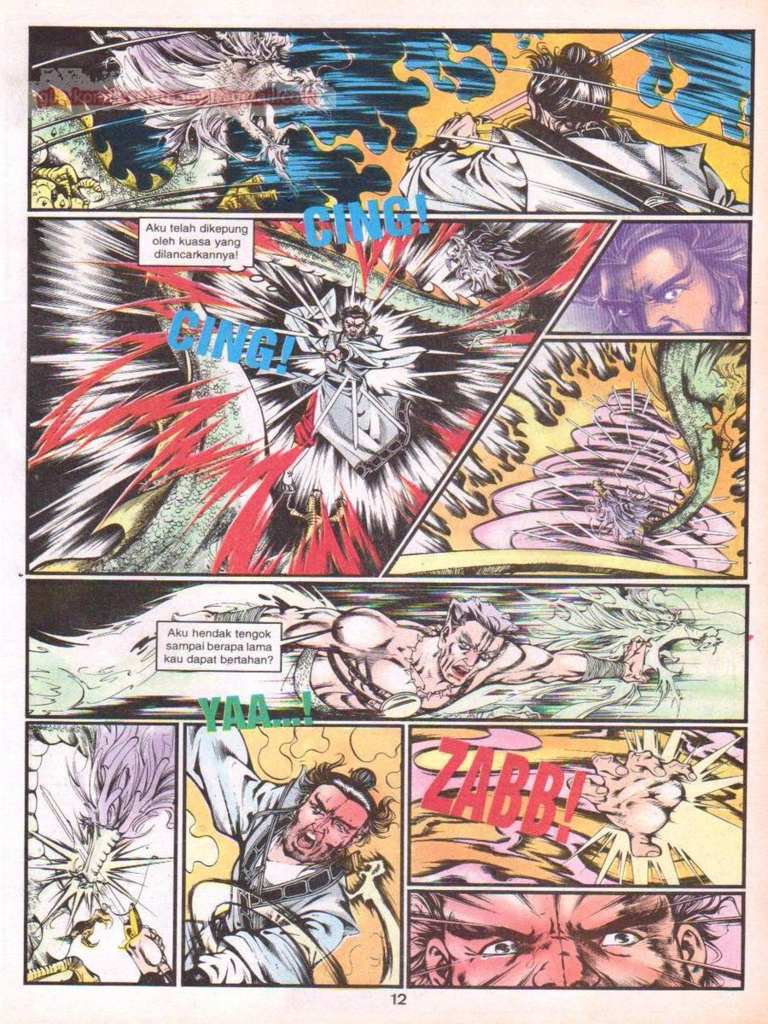 CING!
Aku telah dikepung
oleh kuasa yang
dilancarkannya!
CING!
Aku hendak tengok
sampai berapa lama
kau dapat bertahan?
YAA...!
ZABB!
12